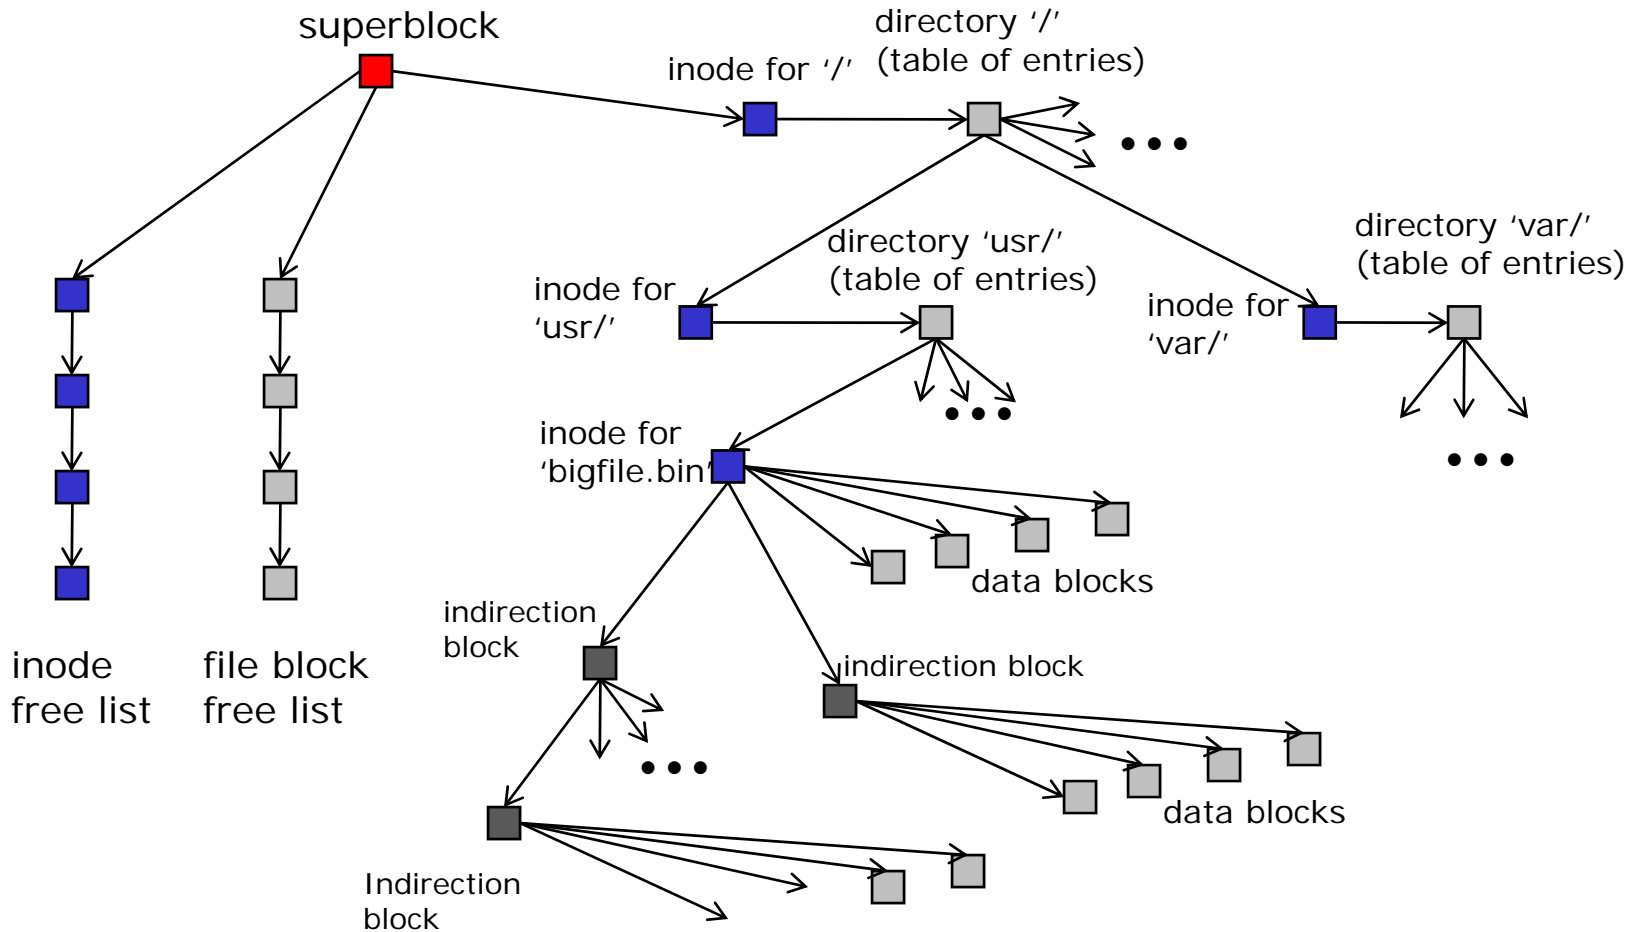 superblock
directory ‘/’
(table of entries)
inode for ‘/’
directory ‘usr/’
(table of entries)
directory ‘var/’
(table of entries)
inode for
‘usr/’
inode for
‘var/’
inode for
‘bigfile.bin’
data blocks
indirection
block
indirection block
inode
free list
file block
free list
data blocks
Indirection
block